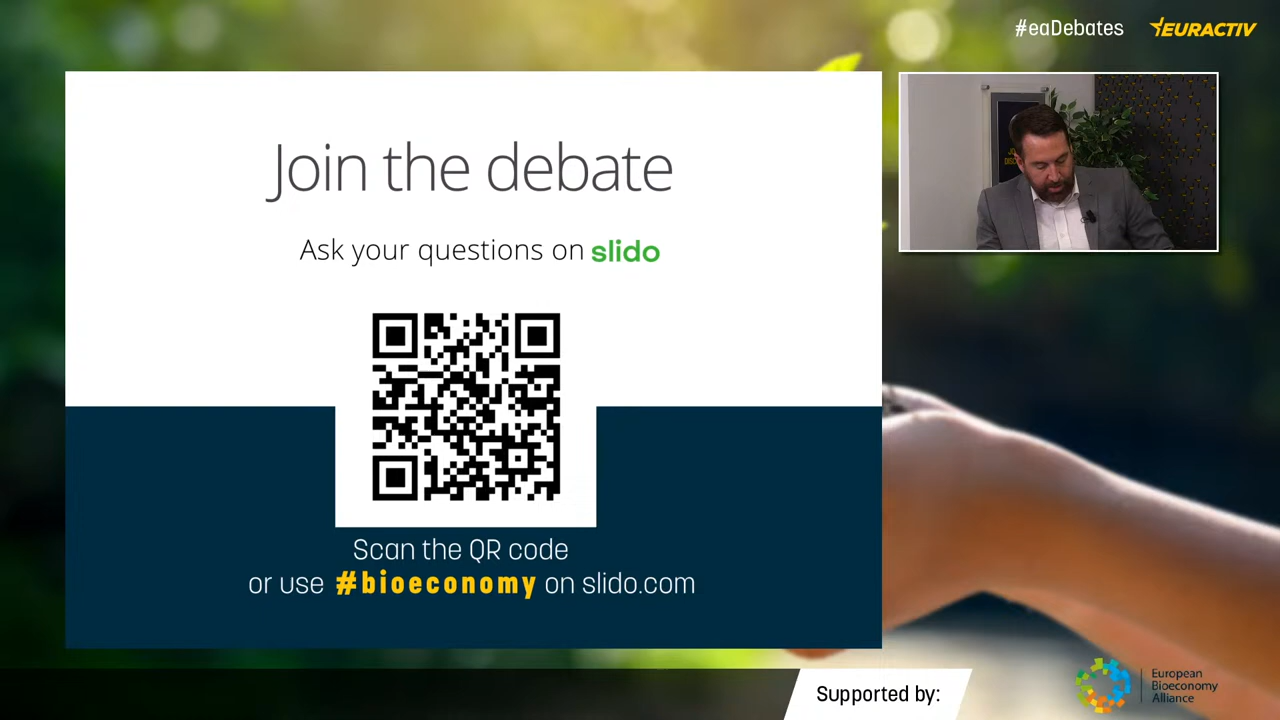 #eaDebates EURACTIV
Join the debate
Ask your questions on slido
Scan the QR code
or use #bioeconomy on slido.com
Supported by:
European
Bioeconomy
Alliance